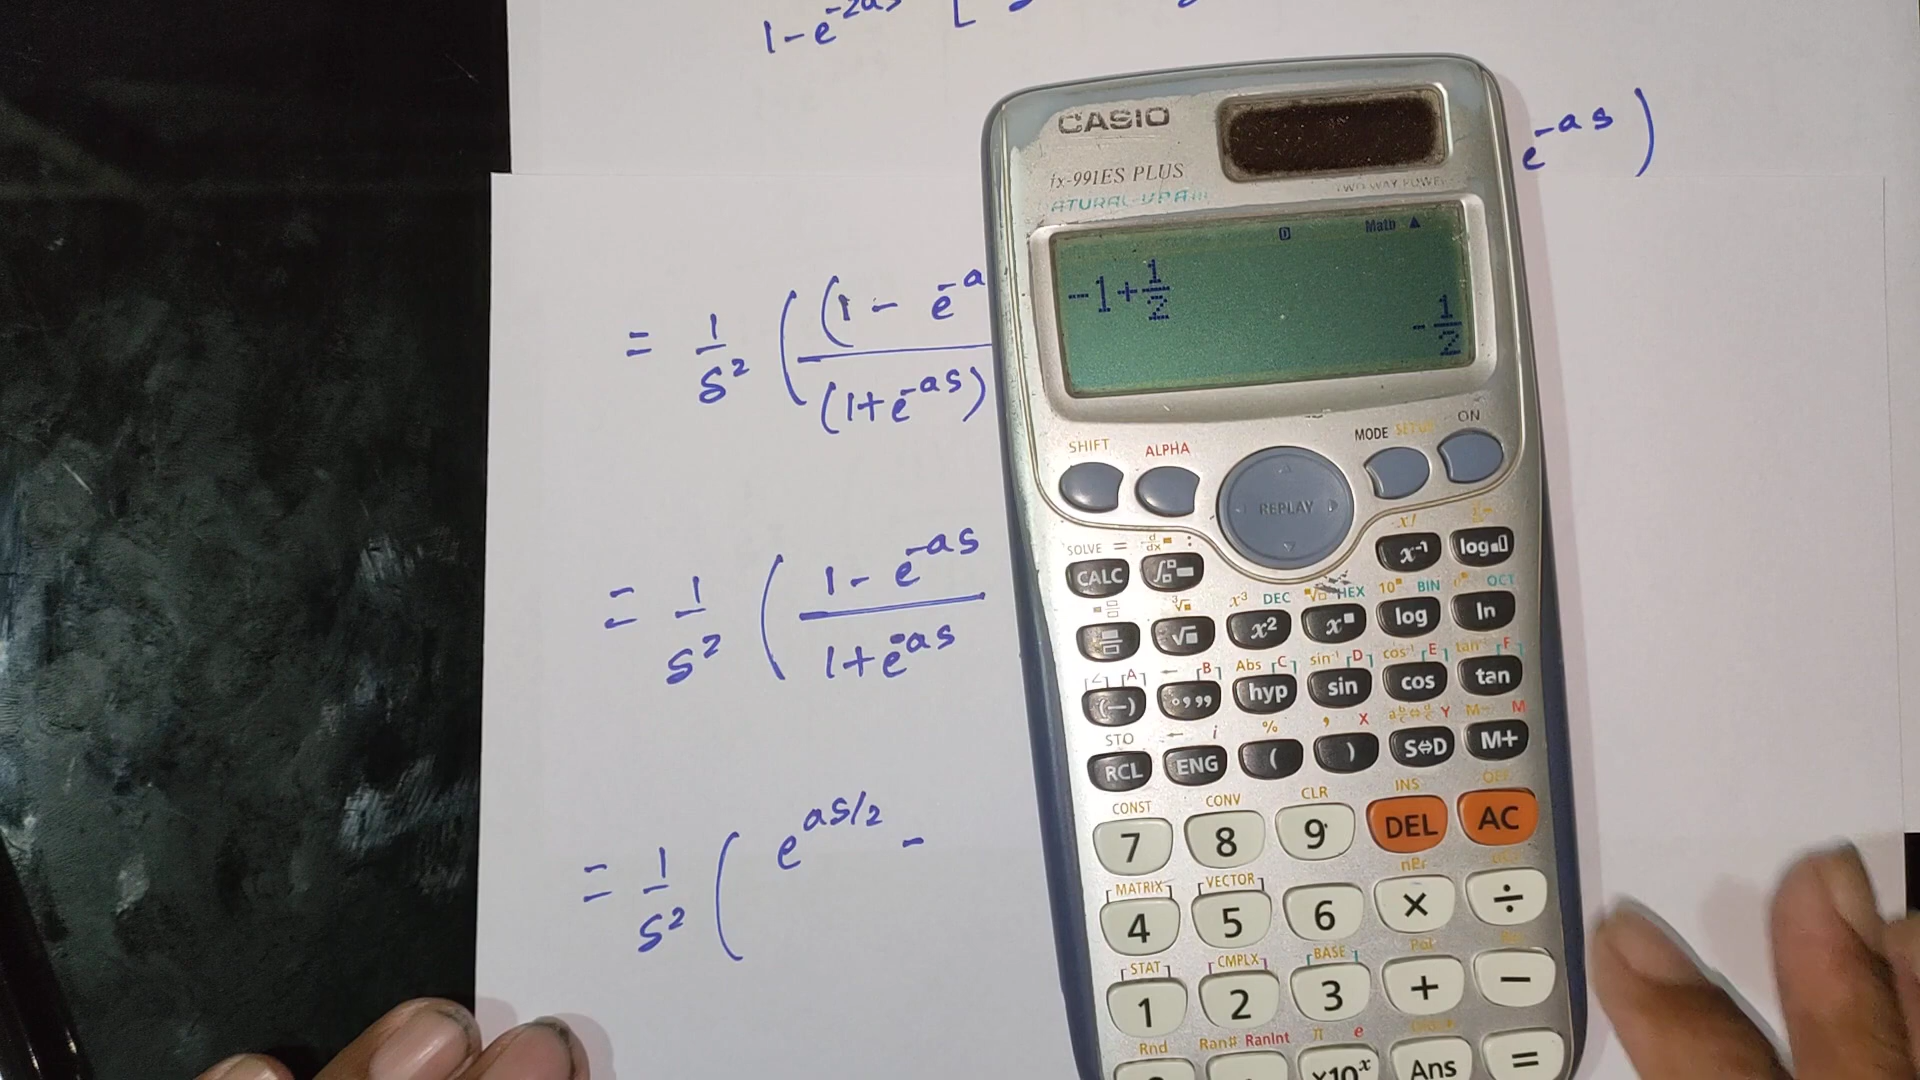 1-e^-2as [
e^-as)
= 1/s² ( (1 - e^-a
(1+e^-as)
= 1/s² ( 1 - e^-as
1+e^-as
= 1/s² ( e^as/2 -
CASIO
fx-991ES PLUS
TWO WAY POWER
ATURAL-V.P.A.M.
D Math ▲
-1+1/2
-1/2
SHIFT ALPHA MODE SETUP ON
REPLAY
SOLVE = d/dx : x! 
CALC ∫ x⁻¹ log
³√ x³ DEC √ HEX 10 BIN e OCT
√ x² x log ln
∠ A ← B Abs C sin⁻¹ D cos⁻¹ E tan⁻¹ F
(−) °,,, hyp sin cos tan
STO ← i % , X a b/c⇔d/c Y M− M
RCL ENG ( ) S⇔D M+
CONST CONV CLR INS OFF
7 8 9 DEL AC
MATRIX VECTOR nPr
4 5 6 × ÷
STAT CMPLX BASE Pol
1 2 3 + −
Rnd Ran# RanInt π e
×10ˣ Ans =